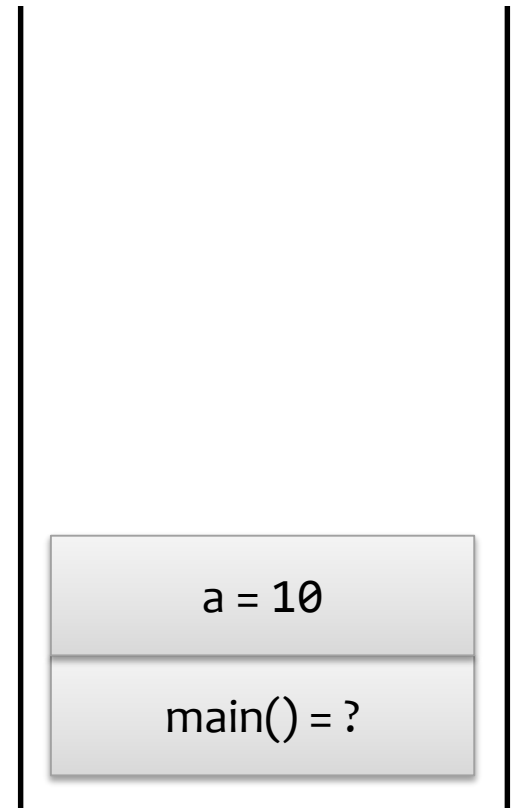 a = 10
main() = ?